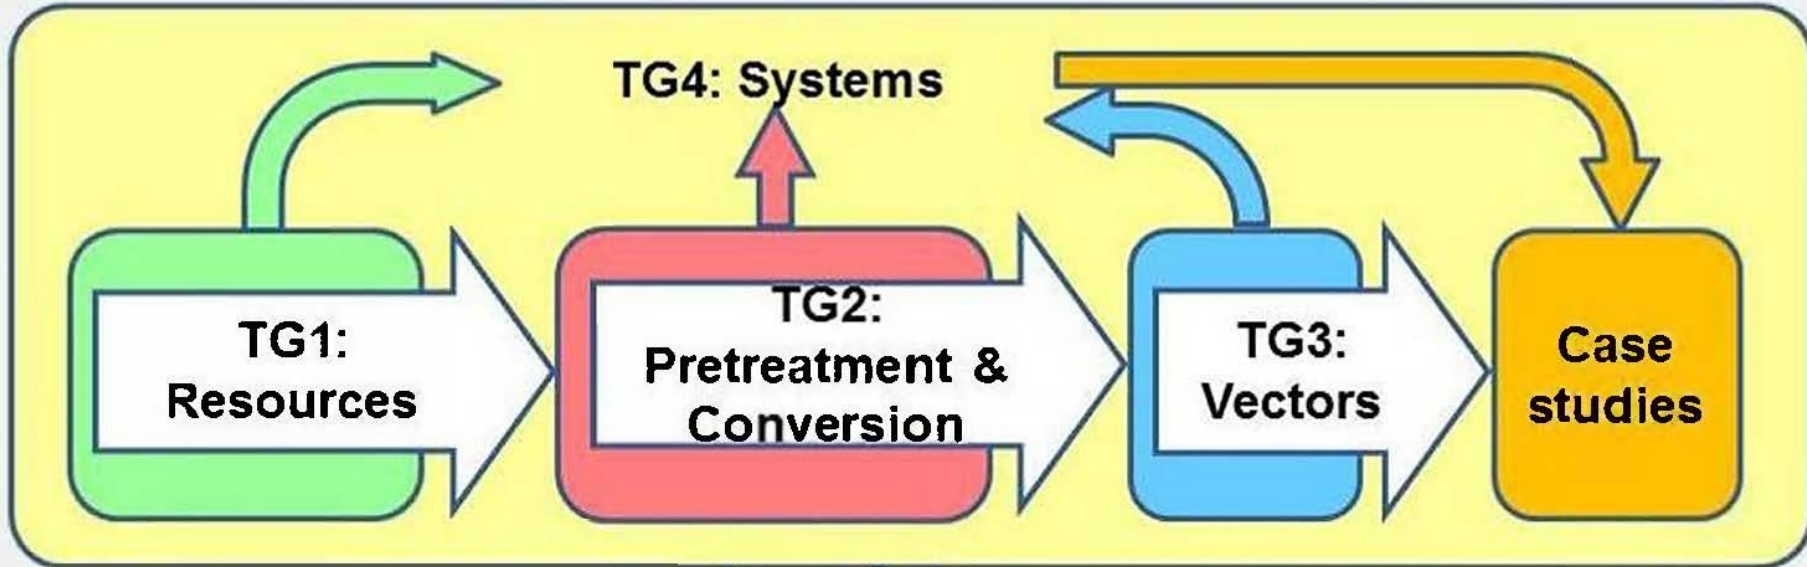 TG4: Systems
TG1:
Resources
TG2:
Pretreatment &
Conversion
TG3:
Vectors
Case
studies